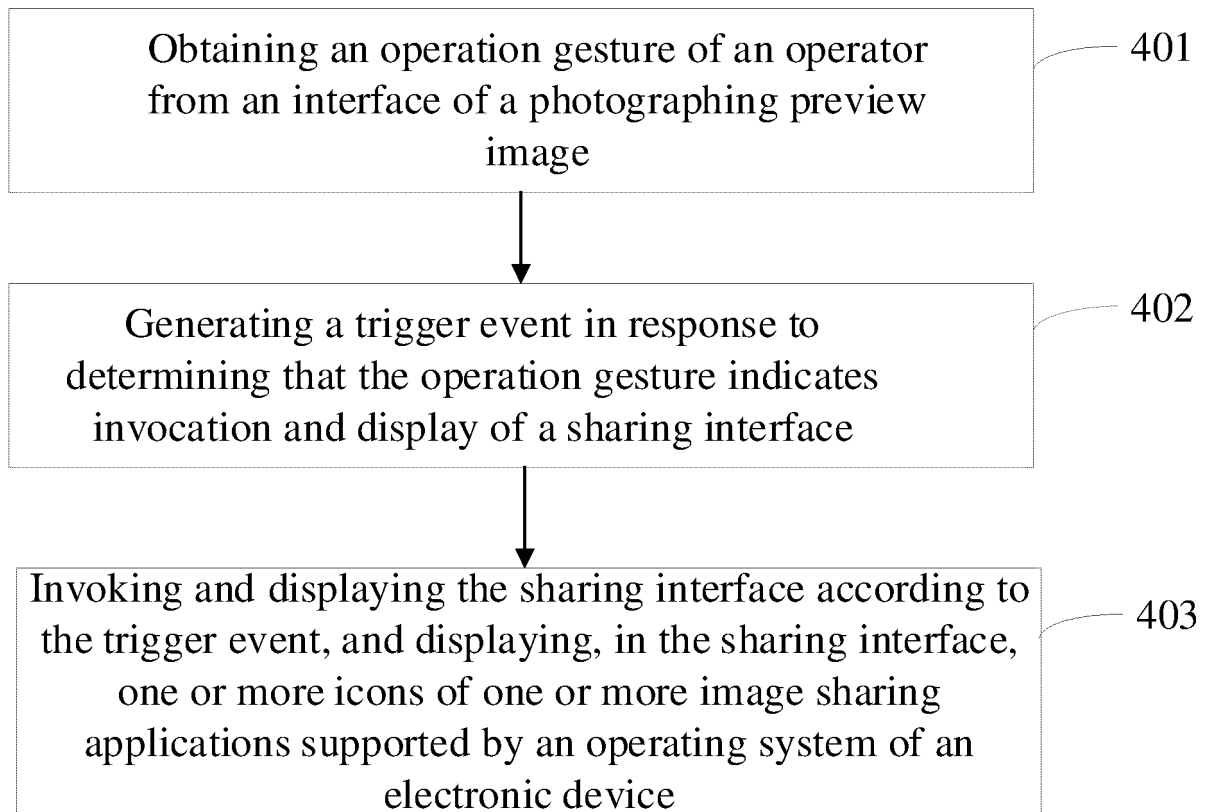 Obtaining an operation gesture of an operator
from an interface of a photographing preview
image
401
Generating a trigger event in response to
determining that the operation gesture indicates
invocation and display of a sharing interface
402
Invoking and displaying the sharing interface according to
the trigger event, and displaying, in the sharing interface,
one or more icons of one or more image sharing
applications supported by an operating system of an
electronic device
403